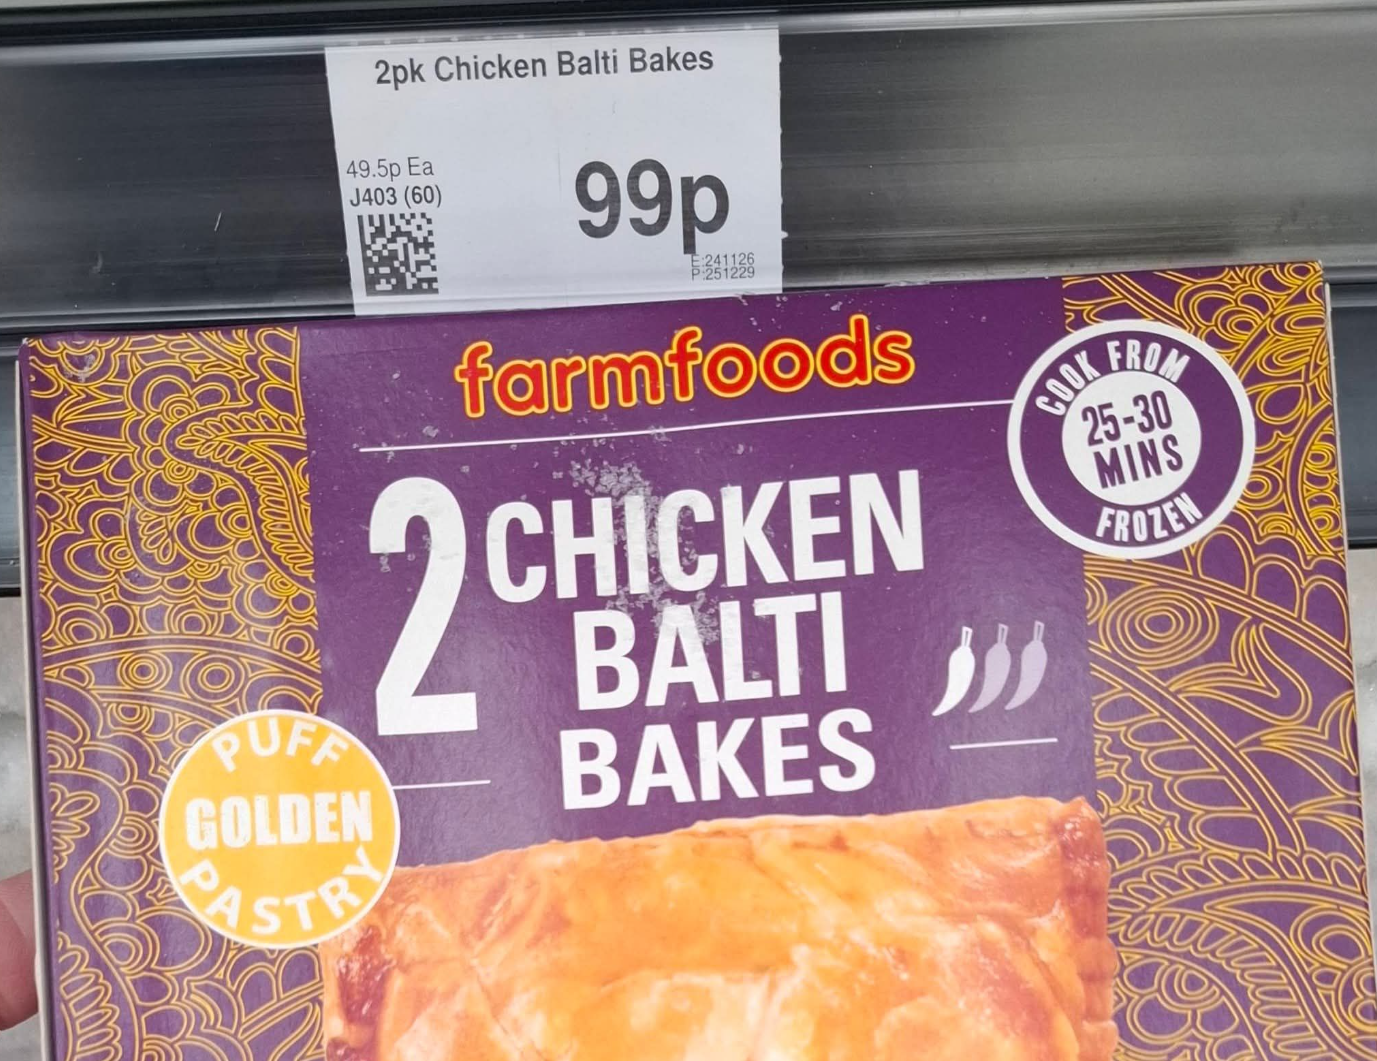 2pk Chicken Balti Bakes
49.5p Ea
J403 (60)
99p
E:241126
P:251229
farmfoods
COOK FROM
25-30
MINS
FROZEN
2 CHICKEN
BALTI
BAKES
PUFF
GOLDEN
PASTRY